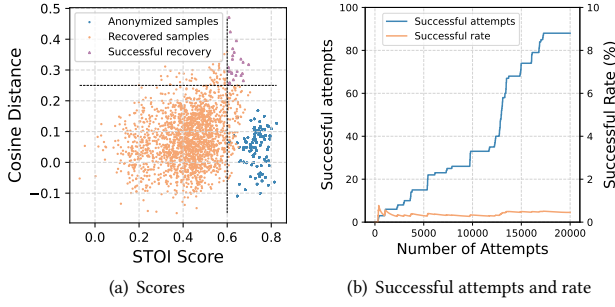 Anonymized samples
Recovered samples
Successful recovery
Cosine Distance
0.4
0.3
0.2
0.1
0.0
−0.1
0.0 0.2 0.4 0.6 0.8
STOI Score
(a) Scores
Successful attempts
Successful rate
Successful attempts
100
80
60
40
20
0
10
8
6
4
2
0
Successful Rate (%)
0 5000 10000 15000 20000
Number of Attempts
(b) Successful attempts and rate